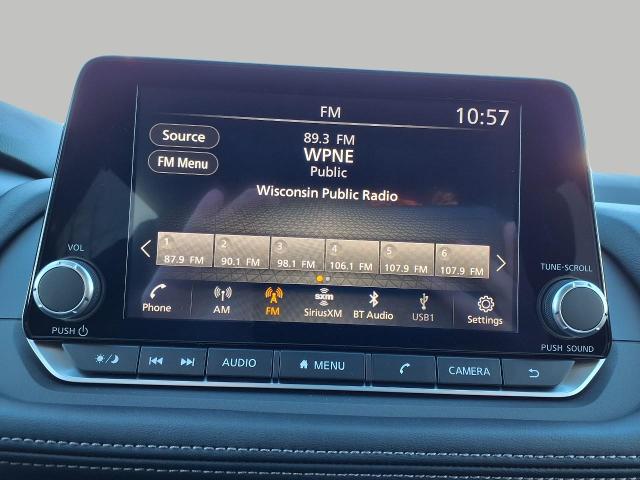 FM
10:57
Source
FM Menu
89.3 FM
WPNE
Public
Wisconsin Public Radio
1 2 3 4 5 6
87.9 FM 90.1 FM 98.1 FM 106.1 FM 107.9 FM 107.9 FM
Phone AM FM sxm SiriusXM BT Audio USB1 Settings
VOL
PUSH
TUNE-SCROLL
PUSH SOUND
AUDIO MENU CAMERA